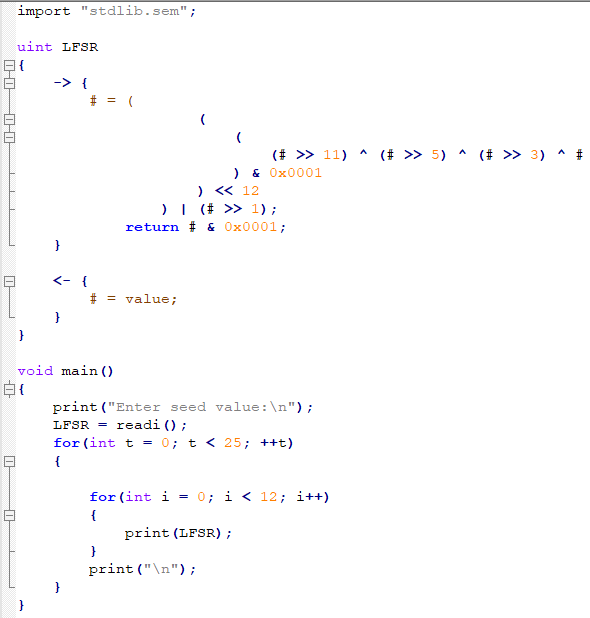 import "stdlib.sem";
uint LFSR
{
-> {
# = (
(
(
(# >> 11) ^ (# >> 5) ^ (# >> 3) ^ #
) & 0x0001
) << 12
) | (# >> 1);
return # & 0x0001;
}
<- {
# = value;
}
}
void main()
{
print("Enter seed value:\n");
LFSR = readi();
for(int t = 0; t < 25; ++t)
{
for(int i = 0; i < 12; i++)
{
print(LFSR);
}
print("\n");
}
}